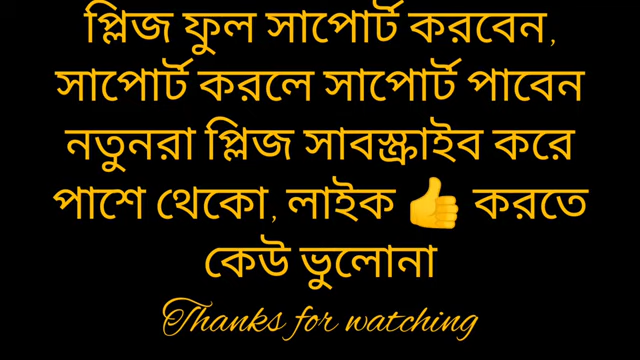 প্লিজ ফুল সাপোর্ট করবেন,
সাপোর্ট করলে সাপোর্ট পাবেন
নতুনরা প্লিজ সাবস্ক্রাইব করে
পাশে থেকো, লাইক 👍 করতে
কেউ ভুলোনা
Thanks for watching